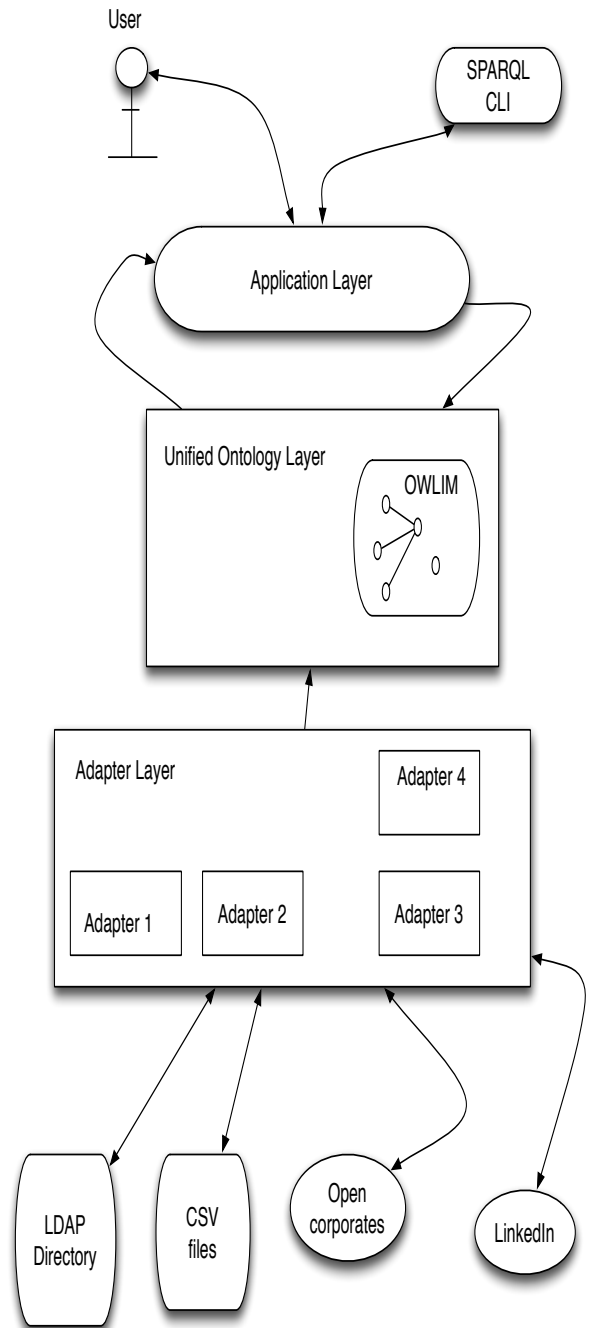 User
SPARQL
CLI
Application Layer
Unified Ontology Layer
OWLIM
Adapter Layer
Adapter 4
Adapter 1
Adapter 2
Adapter 3
LDAP
Directory
CSV
files
Open
corporates
LinkedIn